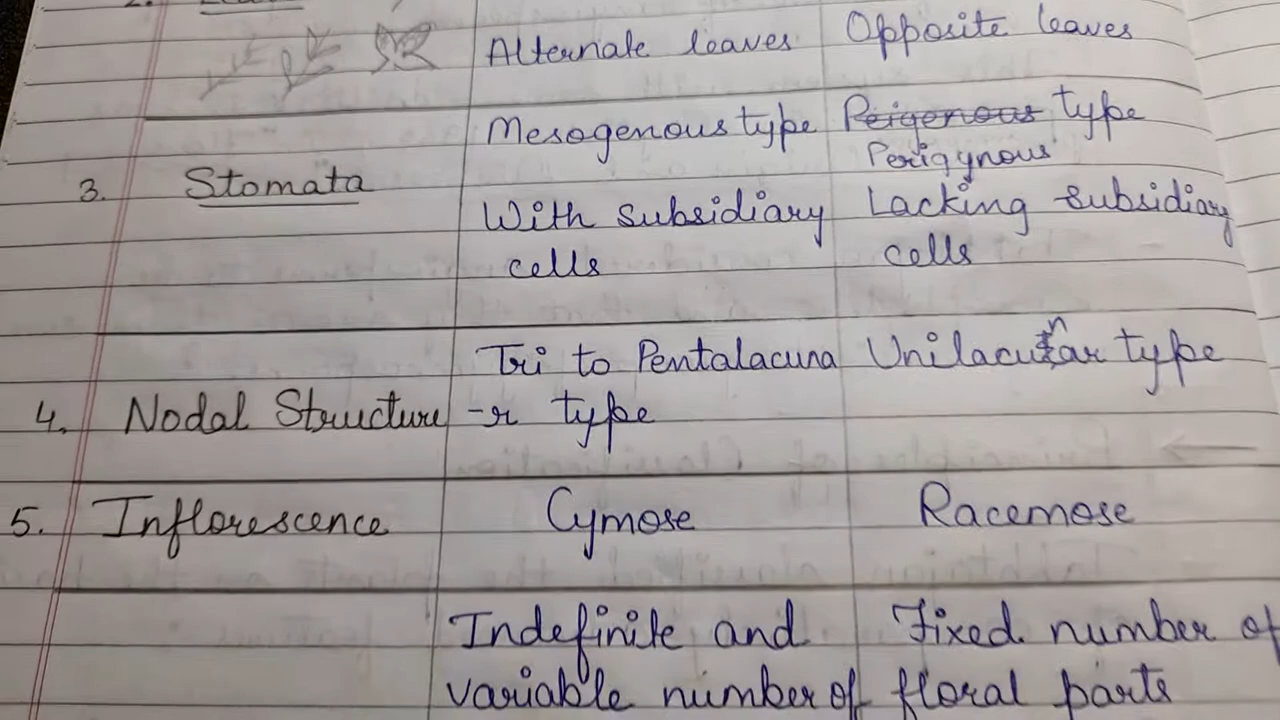 2.
Alternate leaves Opposite leaves
Mesogenous type Peigenous type
Perigynous
3. Stomata
With subsidiary Lacking subsidiary
cells cells
Tri to Pentalacuna Unilacunar type
4. Nodal Structure -r type
5. Inflorescence Cymose Racemose
Indefinite and Fixed number of
variable number of floral parts